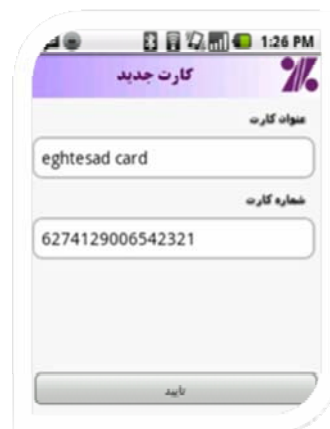 1:26 PM
کارت جدید
عنوان کارت
eghtesad card
شماره کارت
6274129006542321
تایید